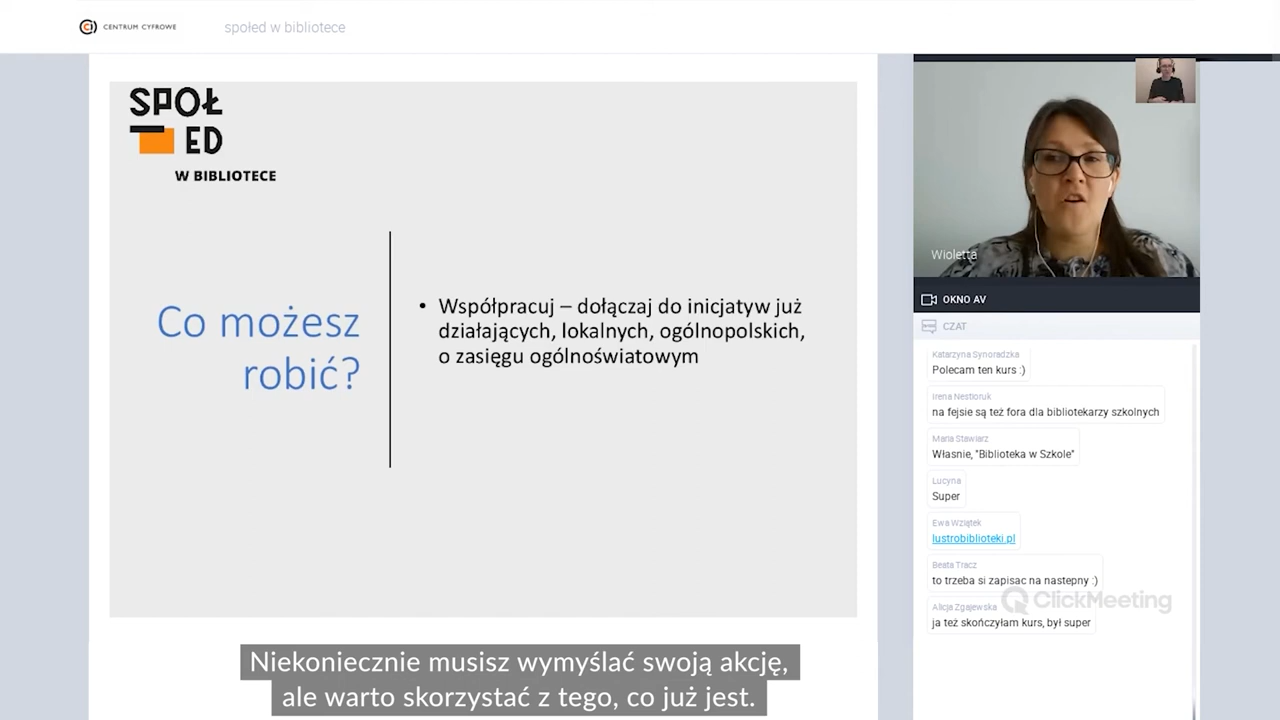 CENTRUM CYFROWE
społed w bibliotece
SPOŁ
ED
W BIBLIOTECE
Co możesz
robić?
• Współpracuj – dołączaj do inicjatyw już
działających, lokalnych, ogólnopolskich,
o zasięgu ogólnoświatowym
Wioletta
OKNO AV
CZAT
Katarzyna Synoradzka
Polecam ten kurs :)
Irena Nestioruk
na fejsie są też fora dla bibliotekarzy szkolnych
Maria Stawiarz
Własnie, "Biblioteka w Szkole"
Lucyna
Super
Ewa Wziątek
lustrobiblioteki.pl
Beata Tracz
to trzeba si zapisac na nastepny :)
ClickMeeting
Alicja Zgajewska
ja też skończyłam kurs, był super
Niekoniecznie musisz wymyślać swoją akcję,
ale warto skorzystać z tego, co już jest.